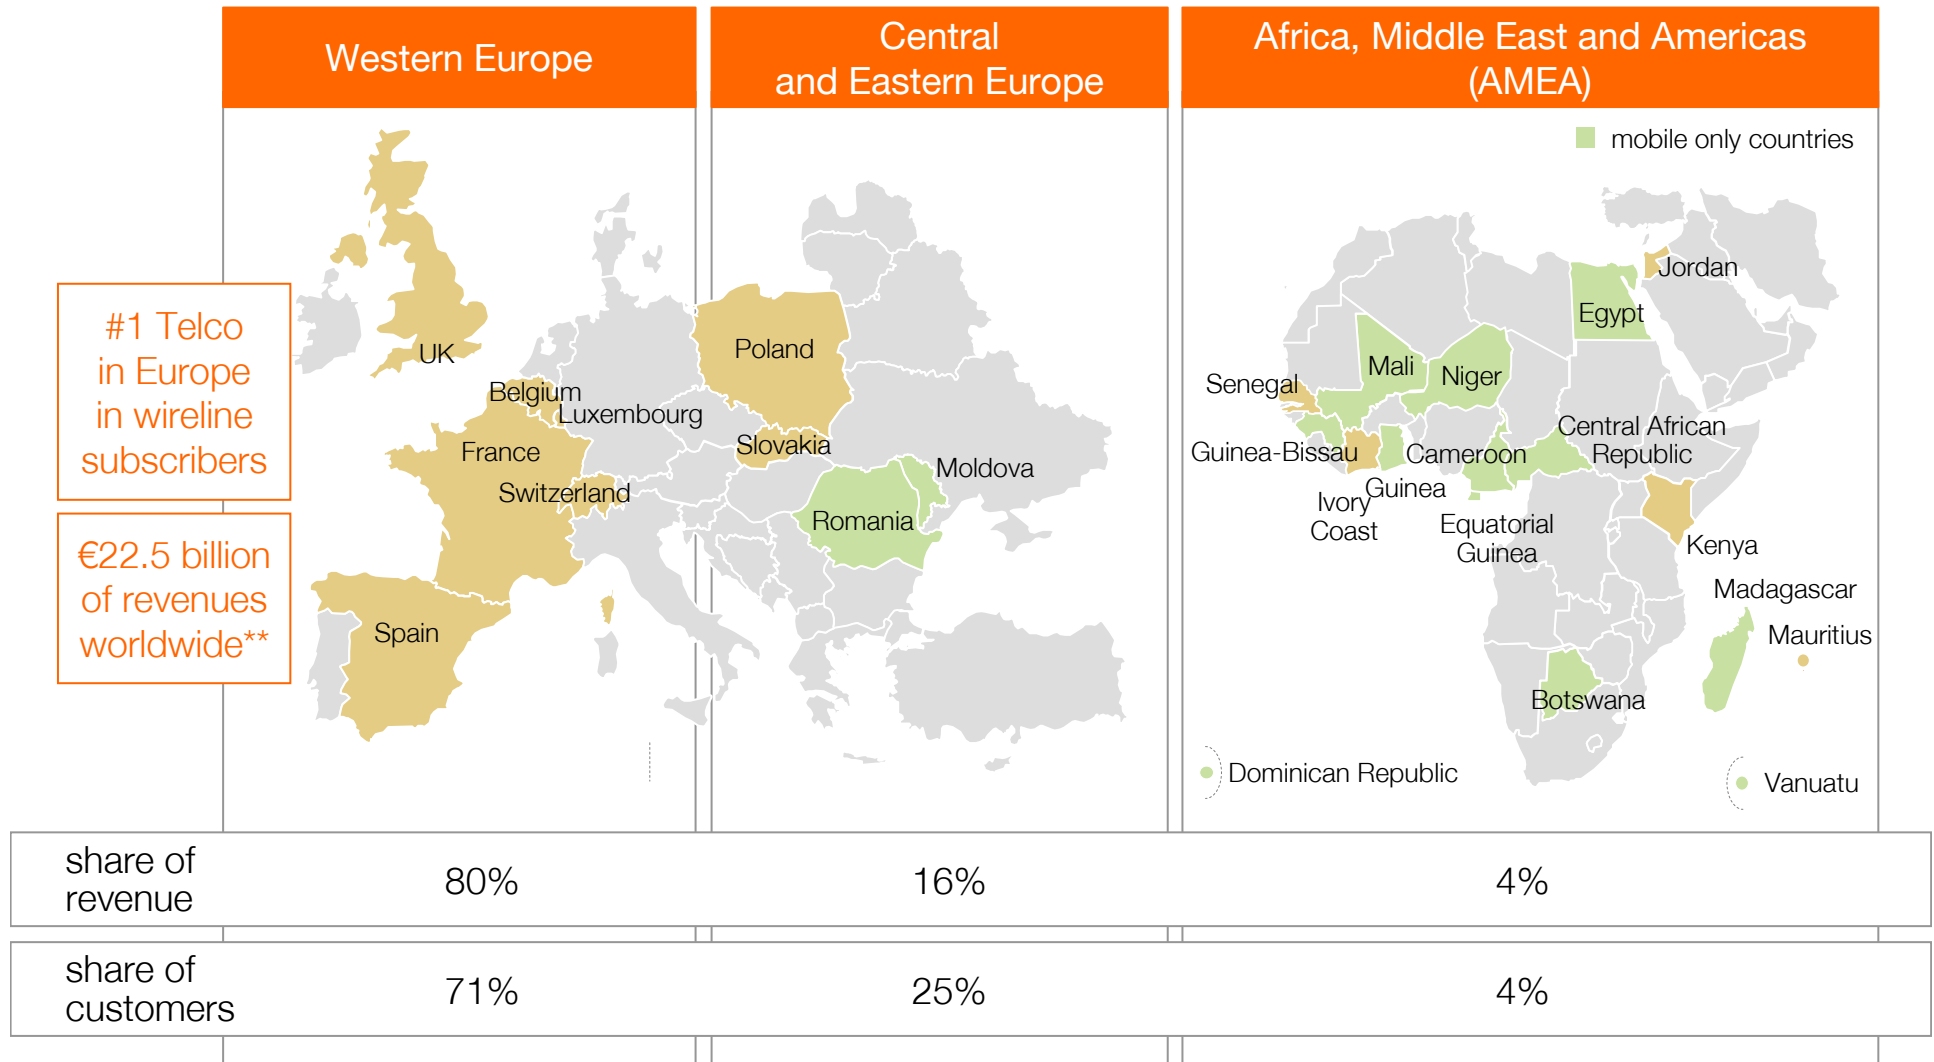 Western Europe
Central
and Eastern Europe
Africa, Middle East and Americas
(AMEA)
mobile only countries
#1 Telco
in Europe
in wireline
subscribers
€22.5 billion
of revenues
worldwide**
UK
Belgium
Luxembourg
France
Switzerland
Spain
Poland
Slovakia
Moldova
Romania
Jordan
Egypt
Mali
Niger
Senegal
Central African
Republic
Guinea-Bissau
Cameroon
Guinea
Ivory
Coast
Equatorial
Guinea
Kenya
Madagascar
Mauritius
Botswana
Dominican Republic
Vanuatu
share of
revenue
80%
16%
4%
share of
customers
71%
25%
4%